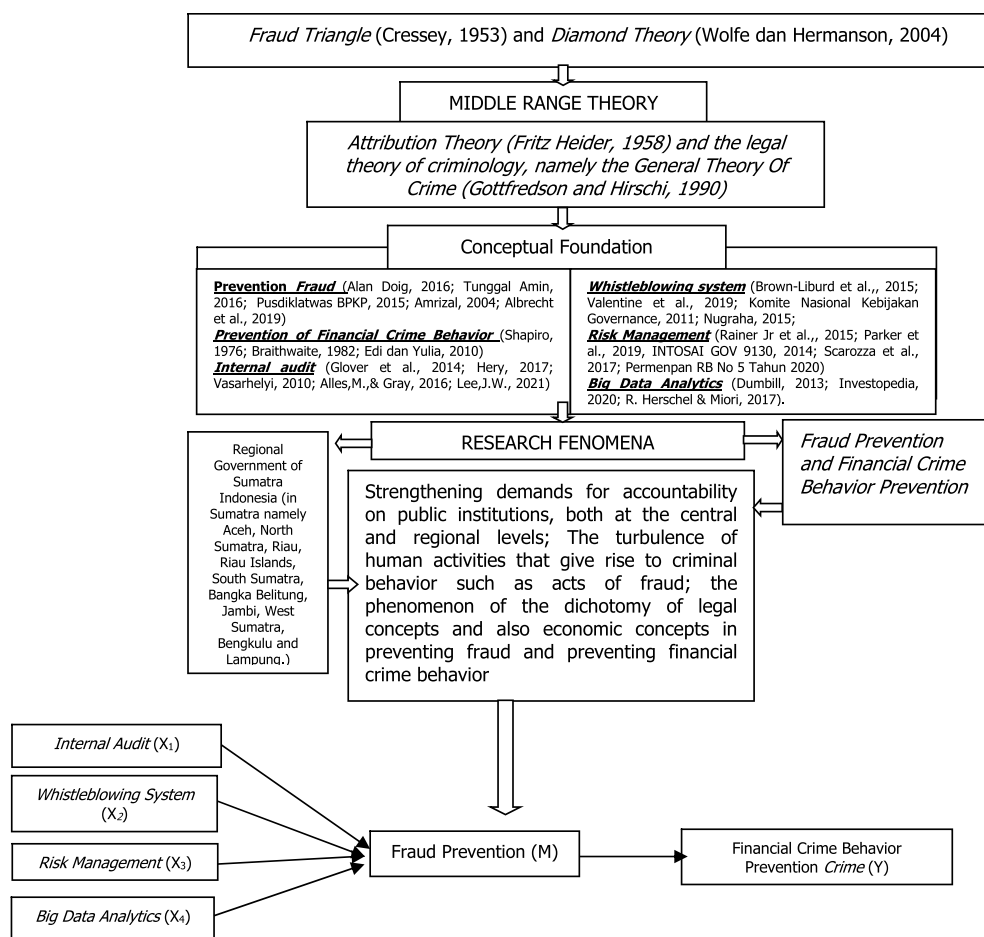 Fraud Triangle (Cressey, 1953) and Diamond Theory (Wolfe dan Hermanson, 2004)
MIDDLE RANGE THEORY
Attribution Theory (Fritz Heider, 1958) and the legal
theory of criminology, namely the General Theory Of
Crime (Gottfredson and Hirschi, 1990)
Conceptual Foundation
Prevention Fraud (Alan Doig, 2016; Tunggal Amin,
2016; Pusdiklatwas BPKP, 2015; Amrizal, 2004; Albrecht
et al., 2019)
Prevention of Financial Crime Behavior (Shapiro,
1976; Braithwaite, 1982; Edi dan Yulia, 2010)
Internal audit (Glover et al., 2014; Hery, 2017;
Vasarhelyi, 2010; Alles,M.,& Gray, 2016; Lee,J.W., 2021)
Whistleblowing system (Brown-Liburd et al.,, 2015;
Valentine et al., 2019; Komite Nasional Kebijakan
Governance, 2011; Nugraha, 2015;
Risk Management (Rainer Jr et al.,, 2015; Parker et
al., 2019, INTOSAI GOV 9130, 2014; Scarozza et al.,
2017; Permenpan RB No 5 Tahun 2020)
Big Data Analytics (Dumbill, 2013; Investopedia,
2020; R. Herschel & Miori, 2017).
RESEARCH FENOMENA
Regional
Government of
Sumatra
Indonesia (in
Sumatra namely
Aceh, North
Sumatra, Riau,
Riau Islands,
South Sumatra,
Bangka Belitung,
Jambi, West
Sumatra,
Bengkulu and
Lampung.)
Fraud Prevention
and Financial Crime
Behavior Prevention
Strengthening demands for accountability
on public institutions, both at the central
and regional levels; The turbulence of
human activities that give rise to criminal
behavior such as acts of fraud; the
phenomenon of the dichotomy of legal
concepts and also economic concepts in
preventing fraud and preventing financial
crime behavior
Internal Audit (X1)
Whistleblowing System
(X2)
Risk Management (X3)
Big Data Analytics (X4)
Fraud Prevention (M)
Financial Crime Behavior
Prevention Crime (Y)